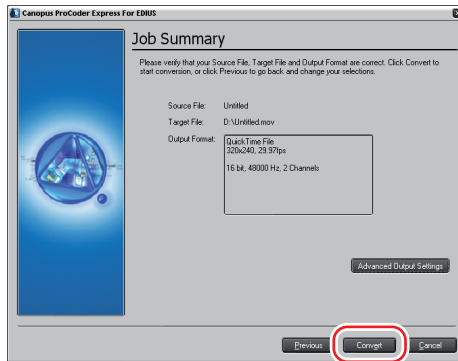 Canopus ProCoder Express For EDIUS
Job Summary
Please verify that your Source File, Target File and Output Format are correct. Click Convert to
start conversion, or click Previous to go back and change your selections.
Source File: Untitled
Target File: D:\Untitled.mov
Output Format: QuickTime File
320x240, 29.97fps
16 bit, 48000 Hz, 2 Channels
Advanced Output Settings
Previous Convert Cancel